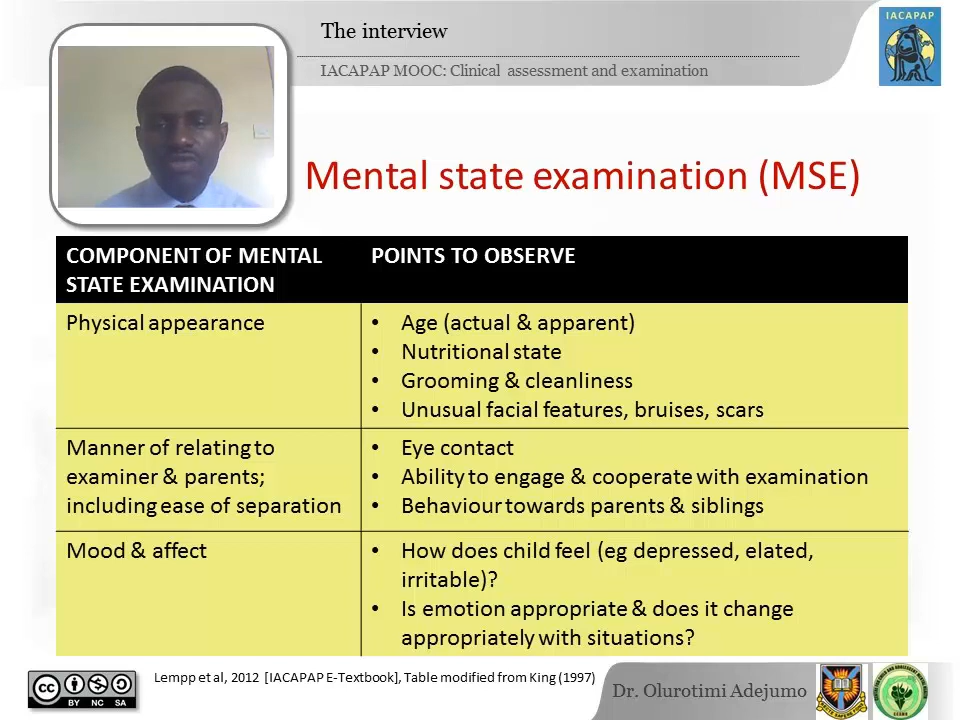 The interview
IACAPAP MOOC: Clinical assessment and examination
IACAPAP
Mental state examination (MSE)
COMPONENT OF MENTAL STATE EXAMINATION
POINTS TO OBSERVE
Physical appearance
• Age (actual & apparent)
• Nutritional state
• Grooming & cleanliness
• Unusual facial features, bruises, scars
Manner of relating to
examiner & parents;
including ease of separation
• Eye contact
• Ability to engage & cooperate with examination
• Behaviour towards parents & siblings
Mood & affect
• How does child feel (eg depressed, elated,
irritable)?
• Is emotion appropriate & does it change
appropriately with situations?
cc
BY NC SA
Lempp et al, 2012 [IACAPAP E-Textbook], Table modified from King (1997)
Dr. Olurotimi Adejumo